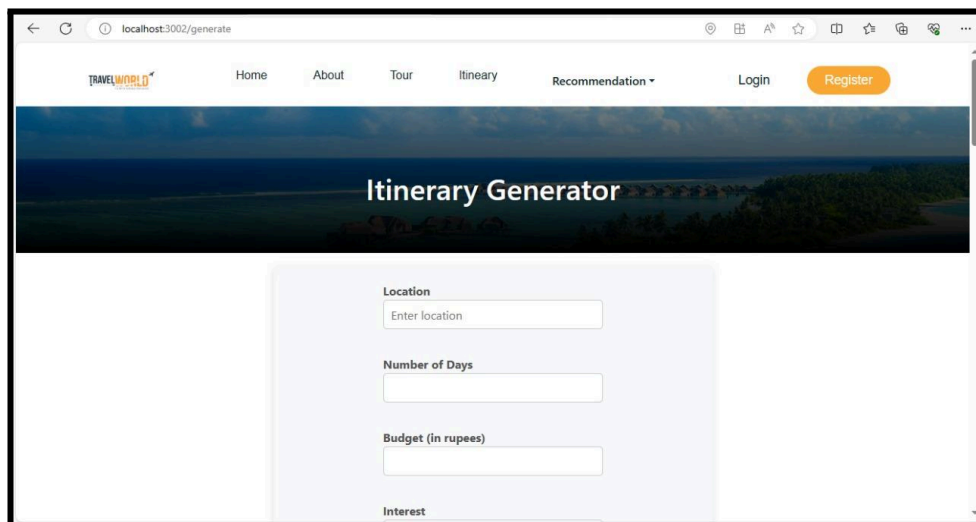 localhost:3002/generate
TRAVELWORLD
Home About Tour Itineary Recommendation Login Register
Itinerary Generator
Location
Enter location
Number of Days
Budget (in rupees)
Interest